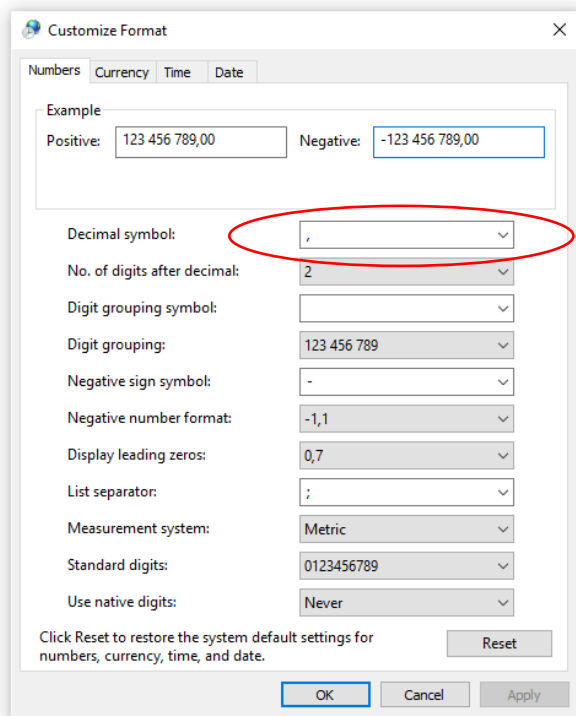 Customize Format
Numbers Currency Time Date
Example
Positive: 123 456 789,00 Negative: -123 456 789,00
Decimal symbol: ,
No. of digits after decimal: 2
Digit grouping symbol:
Digit grouping: 123 456 789
Negative sign symbol: -
Negative number format: -1,1
Display leading zeros: 0,7
List separator: ;
Measurement system: Metric
Standard digits: 0123456789
Use native digits: Never
Click Reset to restore the system default settings for
numbers, currency, time, and date.
Reset
OK Cancel Apply